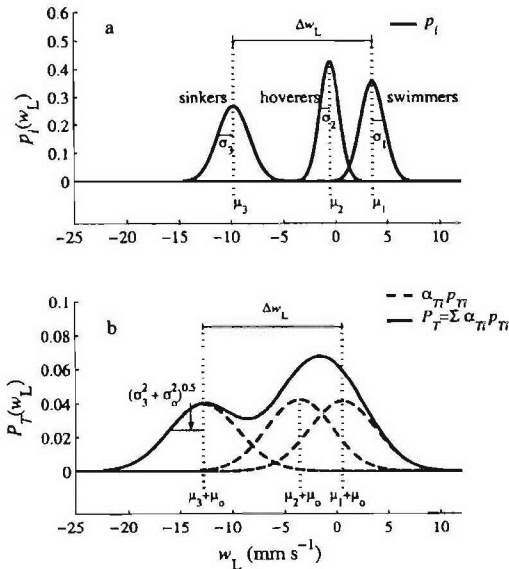 a
Δw_L
p_i
sinkers hoverers swimmers
σ_3 σ_2 σ_1
μ_3 μ_2 μ_1
p_i(w_L)
0.6
0.5
0.4
0.3
0.2
0.1
0
-25 -20 -15 -10 -5 0 5 10
b
Δw_L
α_Ti p_Ti
P_T=Σ α_Ti p_Ti
(σ_3^2 + σ_o^2)^0.5
μ_3+μ_o μ_2+μ_o μ_1+μ_o
P_T(w_L)
0.1
0.08
0.06
0.04
0.02
0
-25 -20 -15 -10 -5 0 5 10
w_L (mm s^-1)